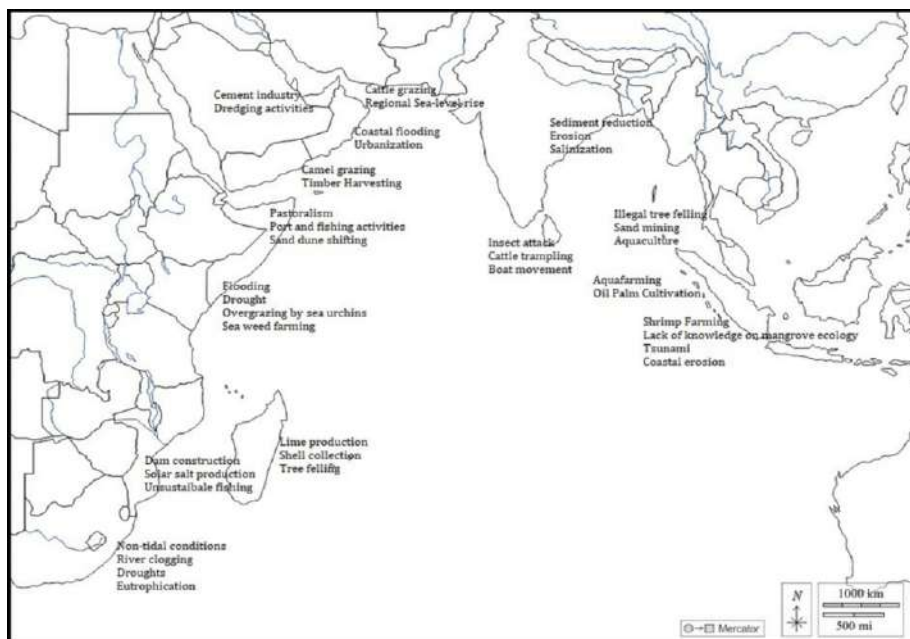 Cement industry
Dredging activities
Cattle grazing
Regional Sea-level rise
Coastal flooding
Urbanization
Camel grazing
Timber Harvesting
Sediment reduction
Erosion
Salinization
Pastoralism
Port and fishing activities
Sand dune shifting
Insect attack
Cattle trampling
Boat movement
Illegal tree felling
Sand mining
Aquaculture
Flooding
Drought
Overgrazing by sea urchins
Sea weed farming
Aquafarming
Oil Palm Cultivation
Shrimp Farming
Lack of knowledge on mangrove ecology
Tsunami
Coastal erosion
Lime production
Shell collection
Tree felling
Dam construction
Solar salt production
Unsustaibale fishing
Non-tidal conditions
River clogging
Droughts
Eutrophication
N
1000 km
500 mi
Mercator